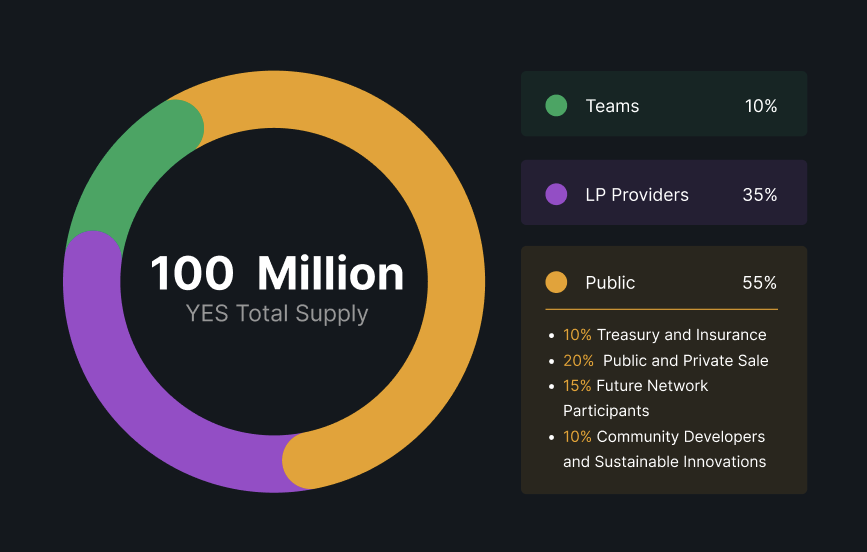 100 Million
YES Total Supply
Teams 10%
LP Providers 35%
Public 55%
• 10% Treasury and Insurance
• 20% Public and Private Sale
• 15% Future Network
Participants
• 10% Community Developers
and Sustainable Innovations